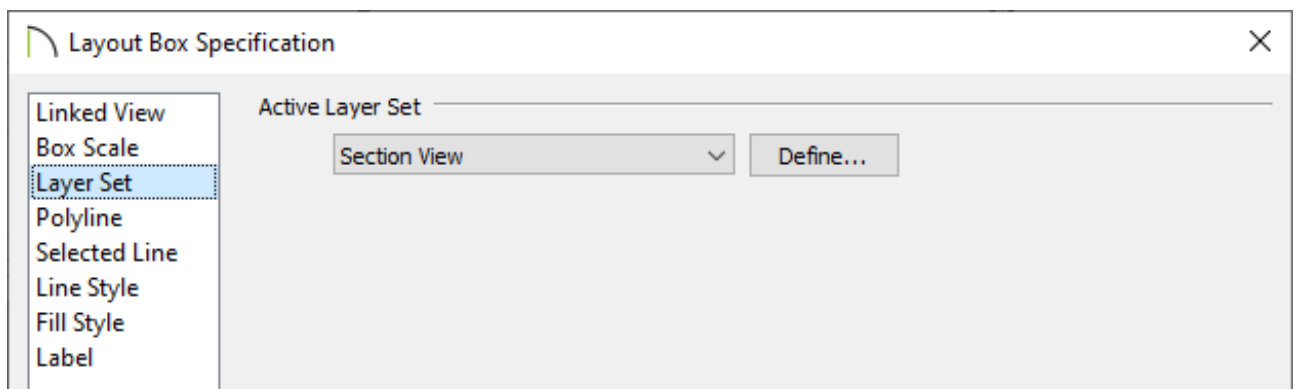 Layout Box Specification
Linked View
Box Scale
Layer Set
Polyline
Selected Line
Line Style
Fill Style
Label
Active Layer Set
Section View
Define...